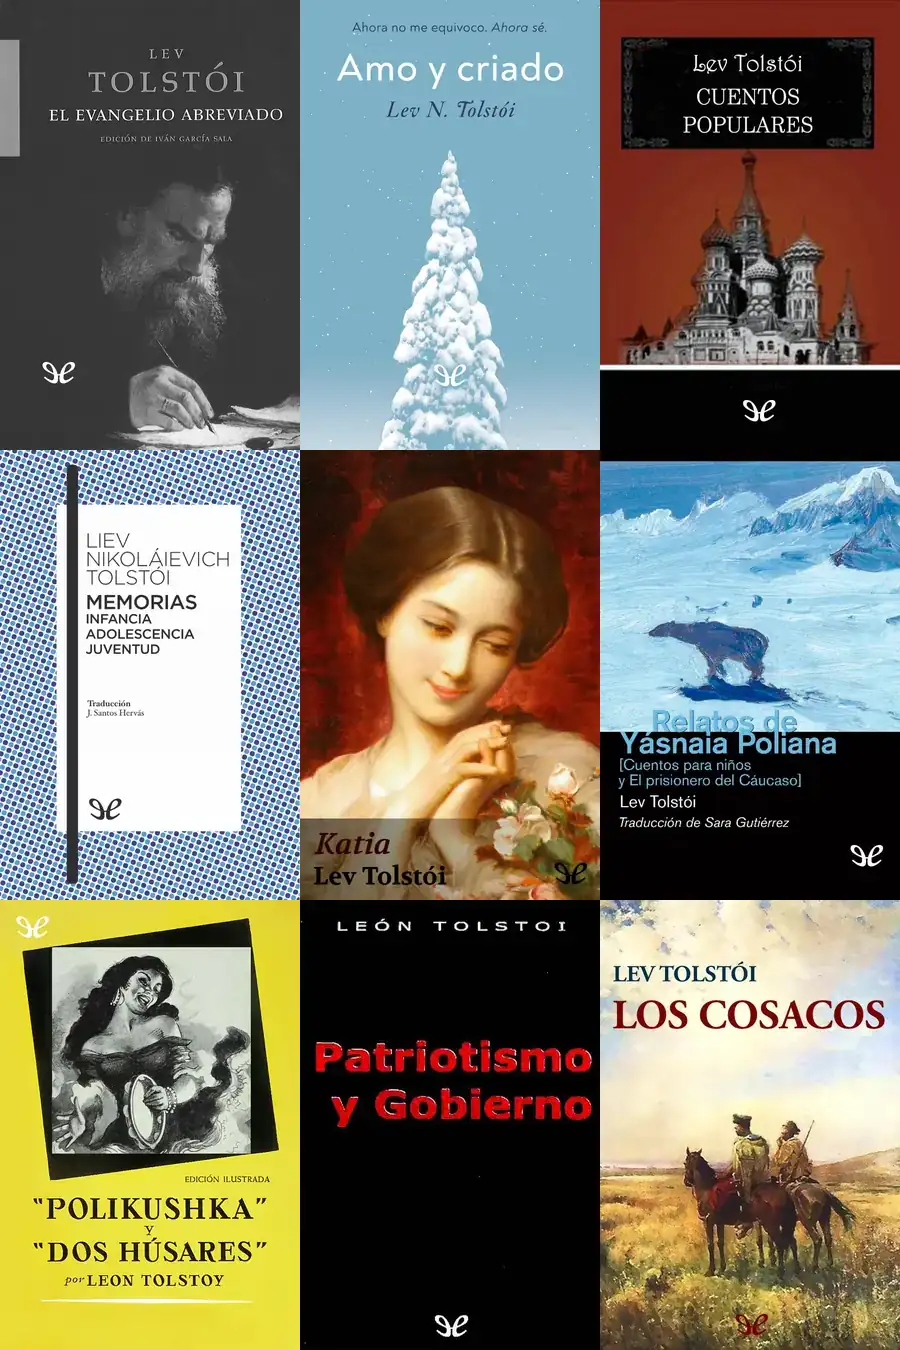 LEV
TOLSTÓI
EL EVANGELIO ABREVIADO
EDICIÓN DE IVÁN GARCÍA SALA
Ahora no me equivoco. Ahora sé.
Amo y criado
Lev N. Tolstói
Lev Tolstói
CUENTOS
POPULARES
LIEV
NIKOLÁIEVICH
TOLSTÓI
MEMORIAS
INFANCIA
ADOLESCENCIA
JUVENTUD
Traducción
J. Santos Hervás
Katia
Lev Tolstói
Relatos de
Yásnaia Poliana
[Cuentos para niños
y El prisionero del Cáucaso]
Lev Tolstói
Traducción de Sara Gutiérrez
EDICIÓN ILUSTRADA
"POLIKUSHKA"
Y
"DOS HÚSARES"
por LEON TOLSTOY
LEÓN TOLSTOI
Patriotismo
y Gobierno
LEV TOLSTÓI
LOS COSACOS